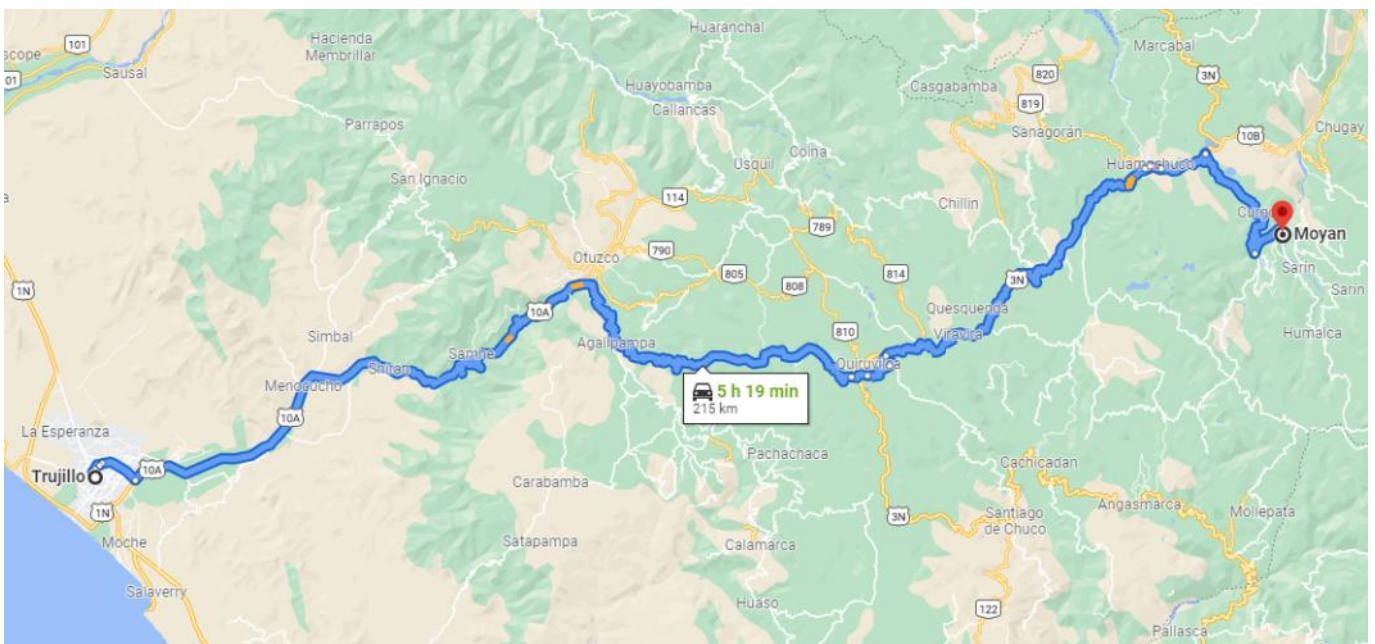 Huaranchal
101
Hacienda
Membrillar
Marcabal
scope
Sausal
3N
820
01
Huayobamba
Callancas
Casgabamba
819
10B
Chugay
Parrapos
Sanagorán
Coina
Usquil
Huamachuco
San Ignacio
114
Chillin
Curgos
789
Moyan
Otuzco
790
Sarin
805
814
1N
808
3N
Sarin
10A
Quesquenda
Simbal
810
Viravira
Humalca
Agallpampa
Samne
Shiran
Quiruvilca
Menocucho
5 h 19 min
215 km
10A
La Esperanza
Pachachaca
Trujillo
10A
Cachicadan
Carabamba
Angasmarca
1N
3N
Santiago
de Chuco
Mollepata
Moche
Satapampa
Calamarca
Salaverry
Huaso
122
Pallasca